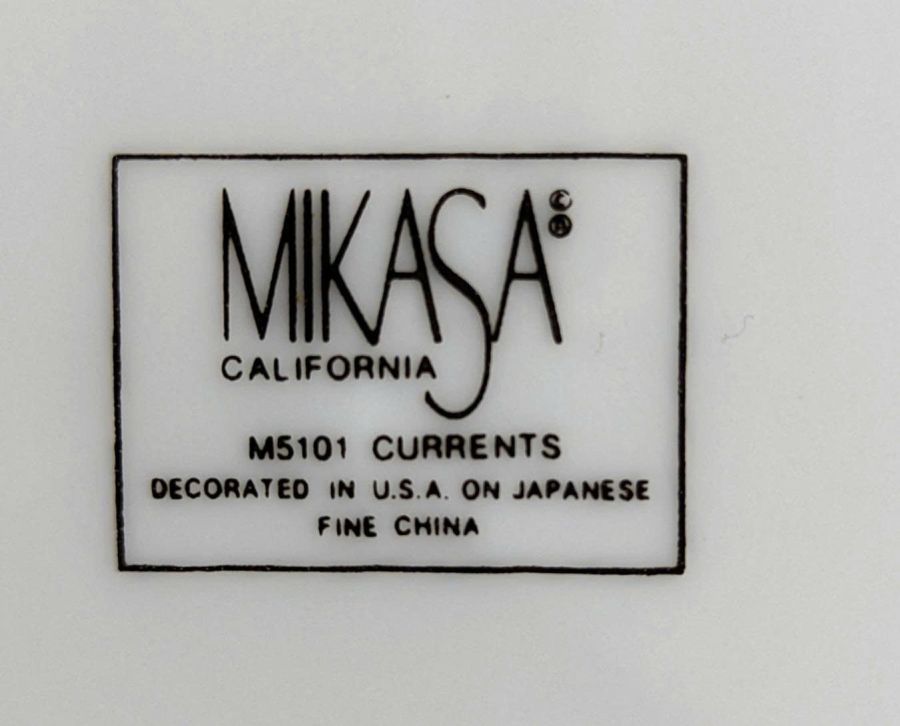 MIKASA ©
®
CALIFORNIA
M5101 CURRENTS
DECORATED IN U.S.A. ON JAPANESE
FINE CHINA